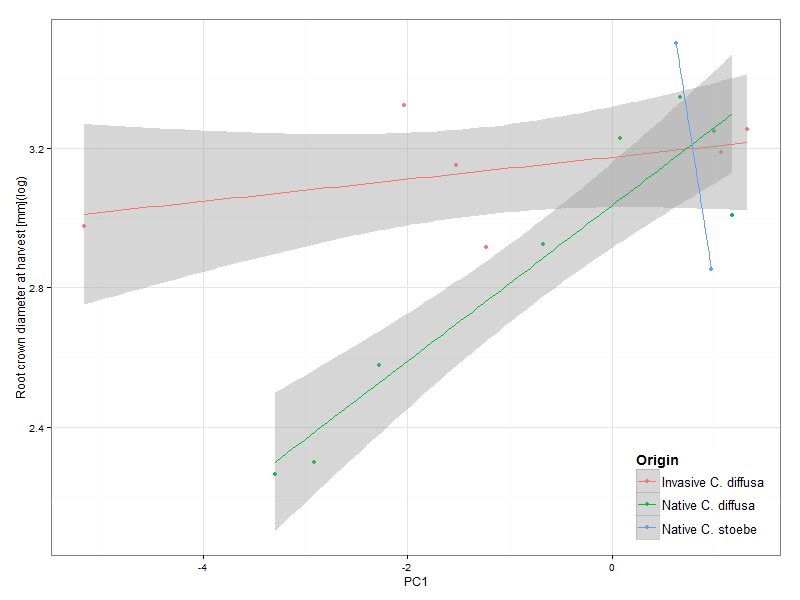 Root crown diameter at harvest [mm](log)
3.2
2.8
2.4
-4
-2
0
PC1
Origin
Invasive C. diffusa
Native C. diffusa
Native C. stoebe